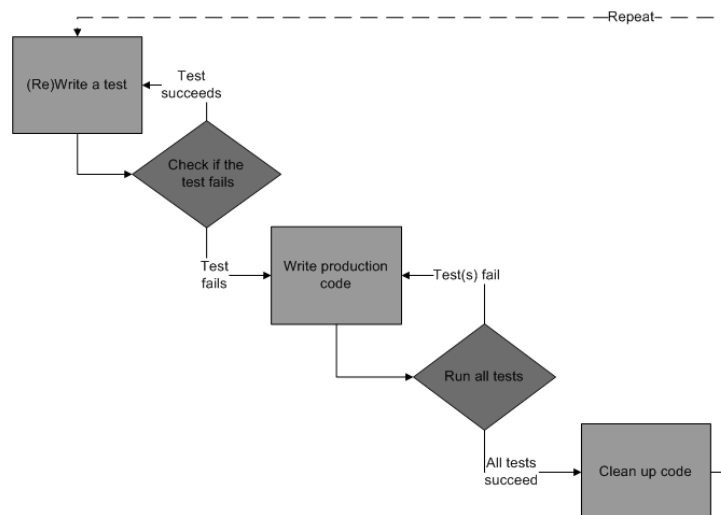 Repeat
(Re)Write a test
Test
succeeds
Check if the
test fails
Test
fails
Write production
code
Test(s) fail
Run all tests
All tests
succeed
Clean up code